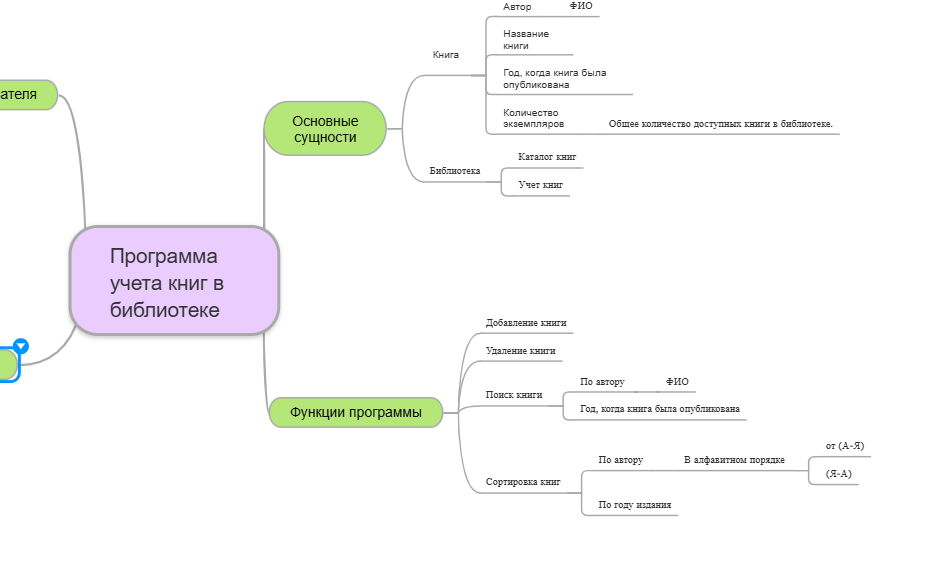 ателя
Программа
учета книг в
библиотеке
Основные
сущности
Книга
Автор
ФИО
Название
книги
Год, когда книга была
опубликована
Количество
экземпляров
Общее количество доступных книги в библиотеке.
Библиотека
Каталог книг
Учет книг
Функции программы
Добавление книги
Удаление книги
Поиск книги
По автору
ФИО
Год, когда книга была опубликована
Сортировка книг
По автору
В алфавитном порядке
от (А-Я)
(Я-А)
По году издания